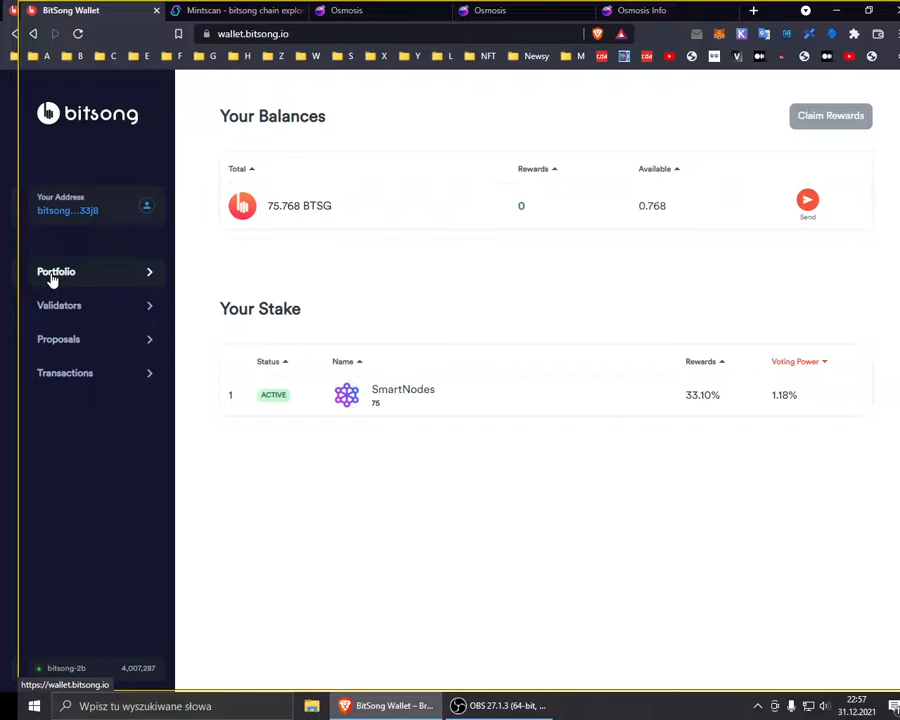 BitSong Wallet
Mintscan - bitsong chain explor
Osmosis
Osmosis
Osmosis Info
wallet.bitsong.io
A B C E F G H Z W S X Y L NFT Newsy M
bitsong
Your Balances
Claim Rewards
Total
Rewards
Available
Your Address
bitsong...33j8
75.768 BTSG
0
0.768
Send
Portfolio
Validators
Your Stake
Proposals
Status
Name
Rewards
Voting Power
Transactions
1
ACTIVE
SmartNodes
75
33.10%
1.18%
bitsong-2b
4,007,287
https://wallet.bitsong.io
Wpisz tu wyszukiwane słowa
BitSong Wallet – Br...
OBS 27.1.3 (64-bit, ...
22:57
31.12.2021